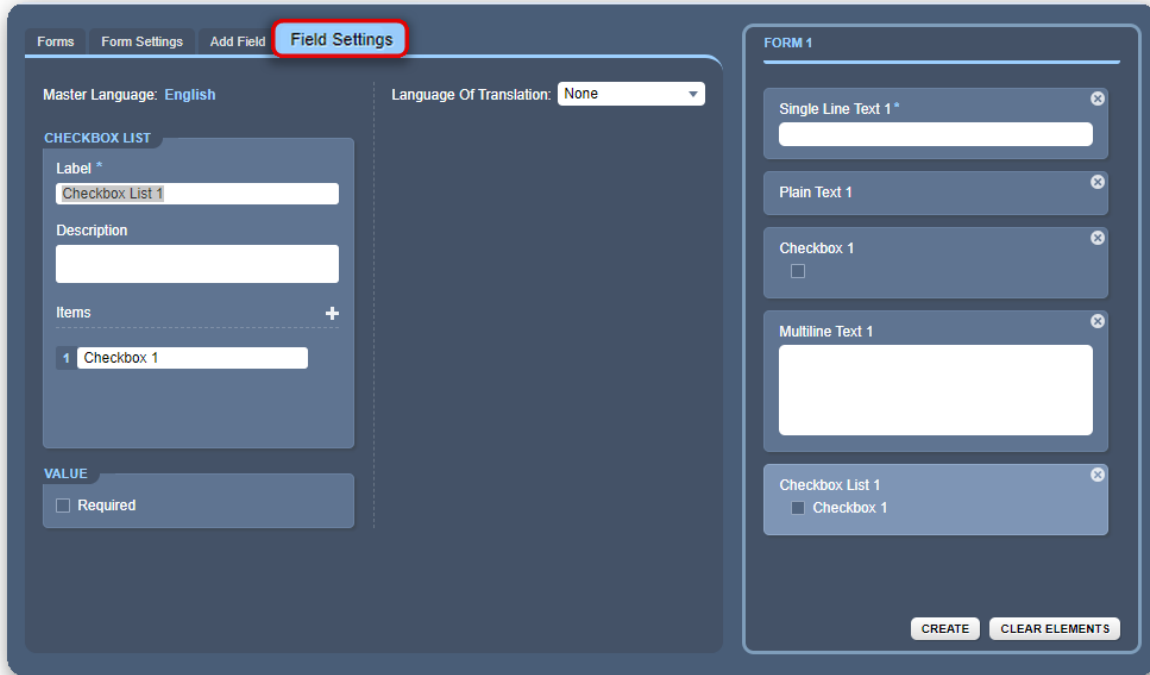 Forms
Form Settings
Add Field
Field Settings
Master Language: English
Language Of Translation: None
CHECKBOX LIST
Label *
Checkbox List 1
Description
Items
1 Checkbox 1
VALUE
Required
FORM 1
Single Line Text 1 *
Plain Text 1
Checkbox 1
Multiline Text 1
Checkbox List 1
Checkbox 1
CREATE
CLEAR ELEMENTS